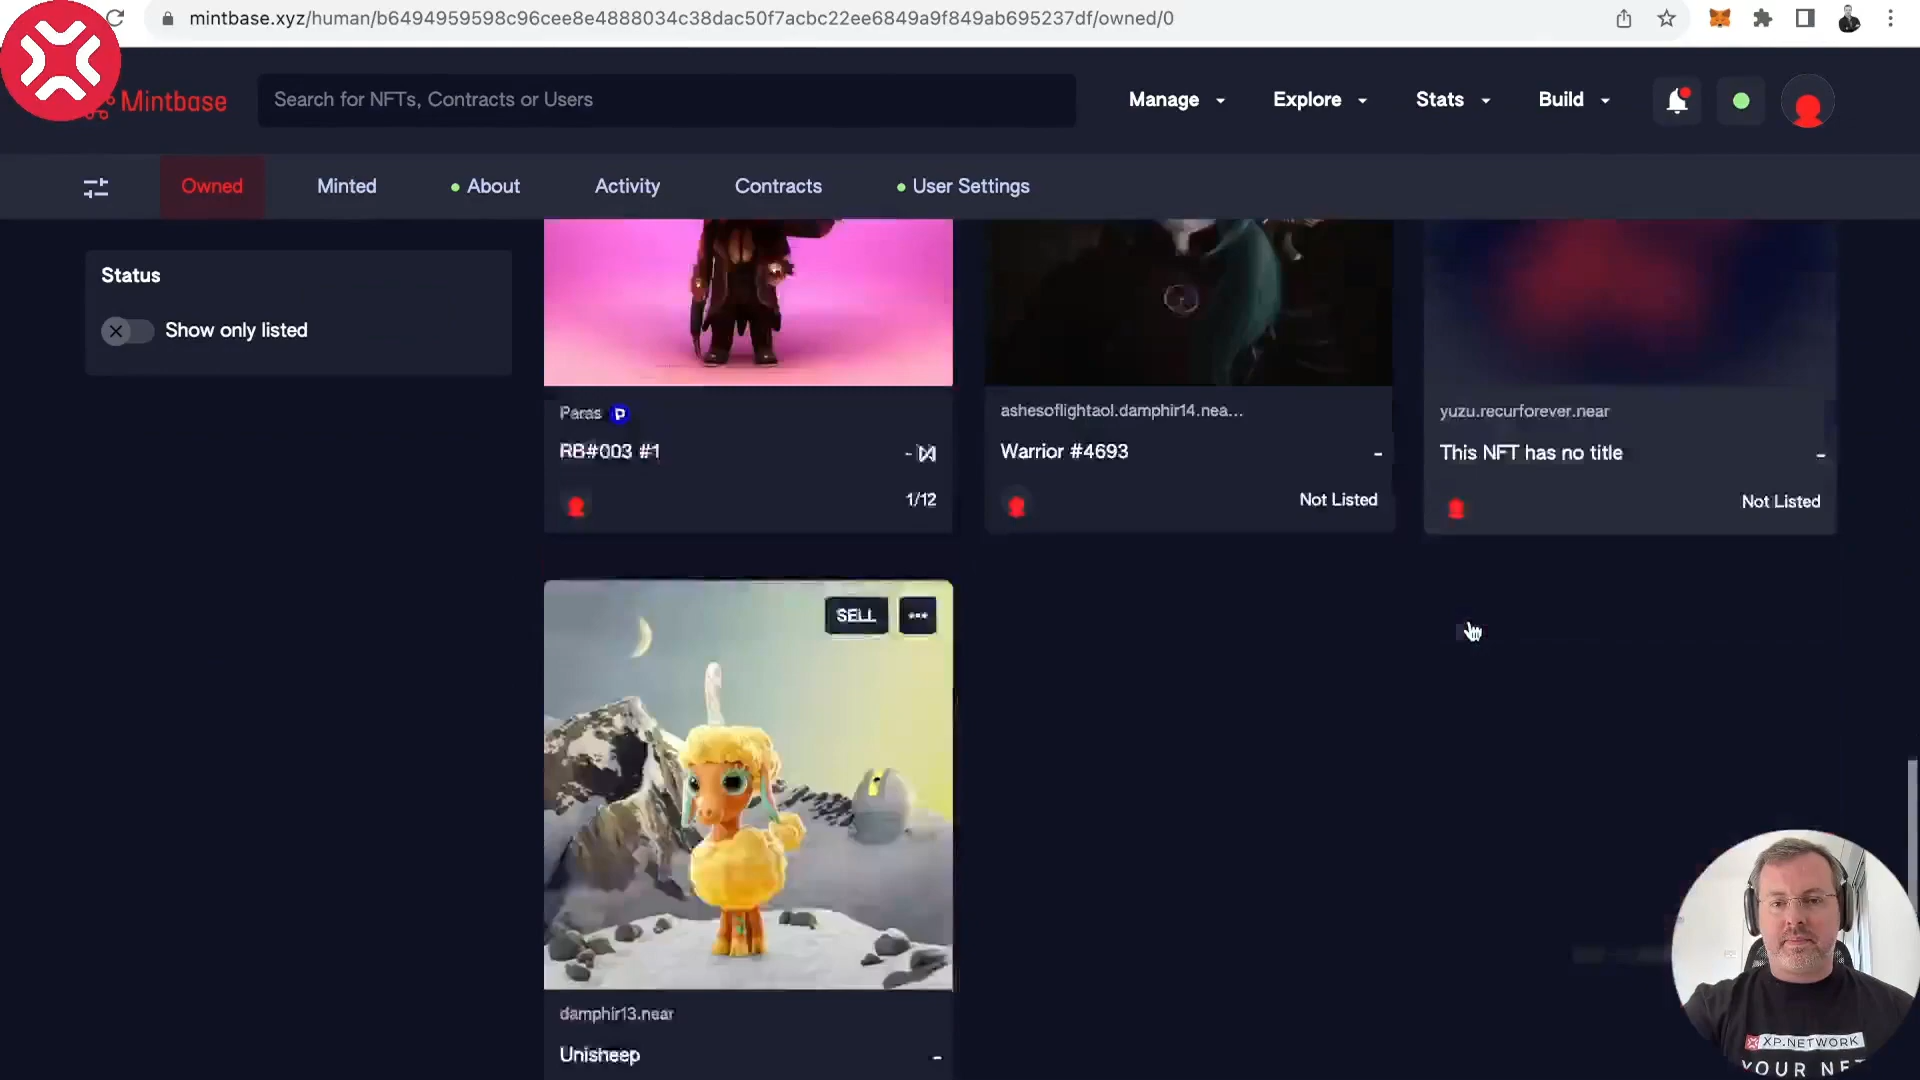 mintbase.xyz/human/b6494959598c96cee8e4888034c38dac50f7acbc22ee6849a9f849ab695237df/owned/0
Mintbase
Search for NFTs, Contracts or Users
Manage
Explore
Stats
Build
Owned
Minted
About
Activity
Contracts
User Settings
Status
Show only listed
Paras
RB#003 #1
-
1/12
ashesoflightaol.damphir14.nea...
Warrior #4693
-
Not Listed
yuzu.recurforever.near
This NFT has no title
-
Not Listed
SELL
damphir13.near
Unisheep
-
XP.NETWORK
YOUR